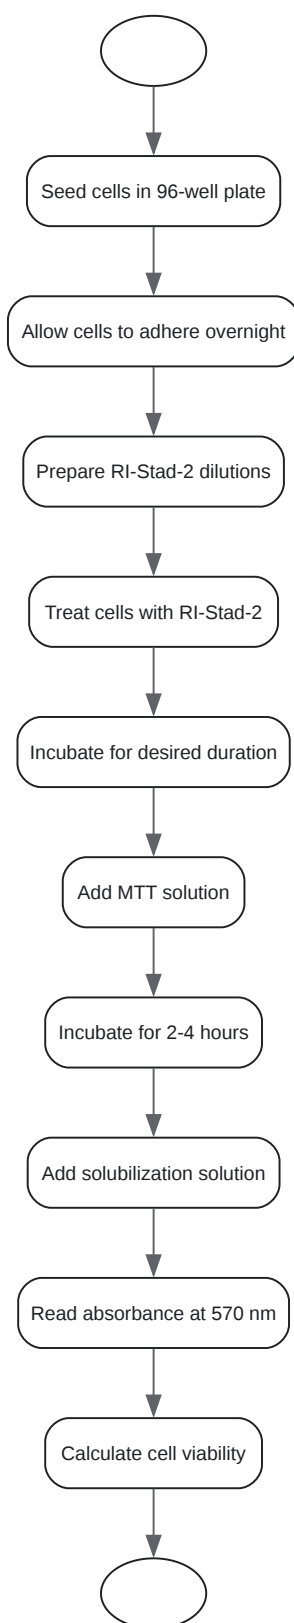 Seed cells in 96-well plate
Allow cells to adhere overnight
Prepare RI-Stad-2 dilutions
Treat cells with RI-Stad-2
Incubate for desired duration
Add MTT solution
Incubate for 2-4 hours
Add solubilization solution
Read absorbance at 570 nm
Calculate cell viability